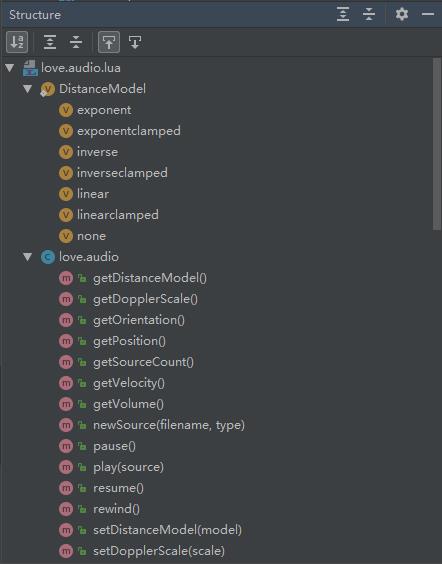 Structure
love.audio.lua
DistanceModel
exponent
exponentclamped
inverse
inverseclamped
linear
linearclamped
none
love.audio
getDistanceModel()
getDopplerScale()
getOrientation()
getPosition()
getSourceCount()
getVelocity()
getVolume()
newSource(filename, type)
pause()
play(source)
resume()
rewind()
setDistanceModel(model)
setDopplerScale(scale)